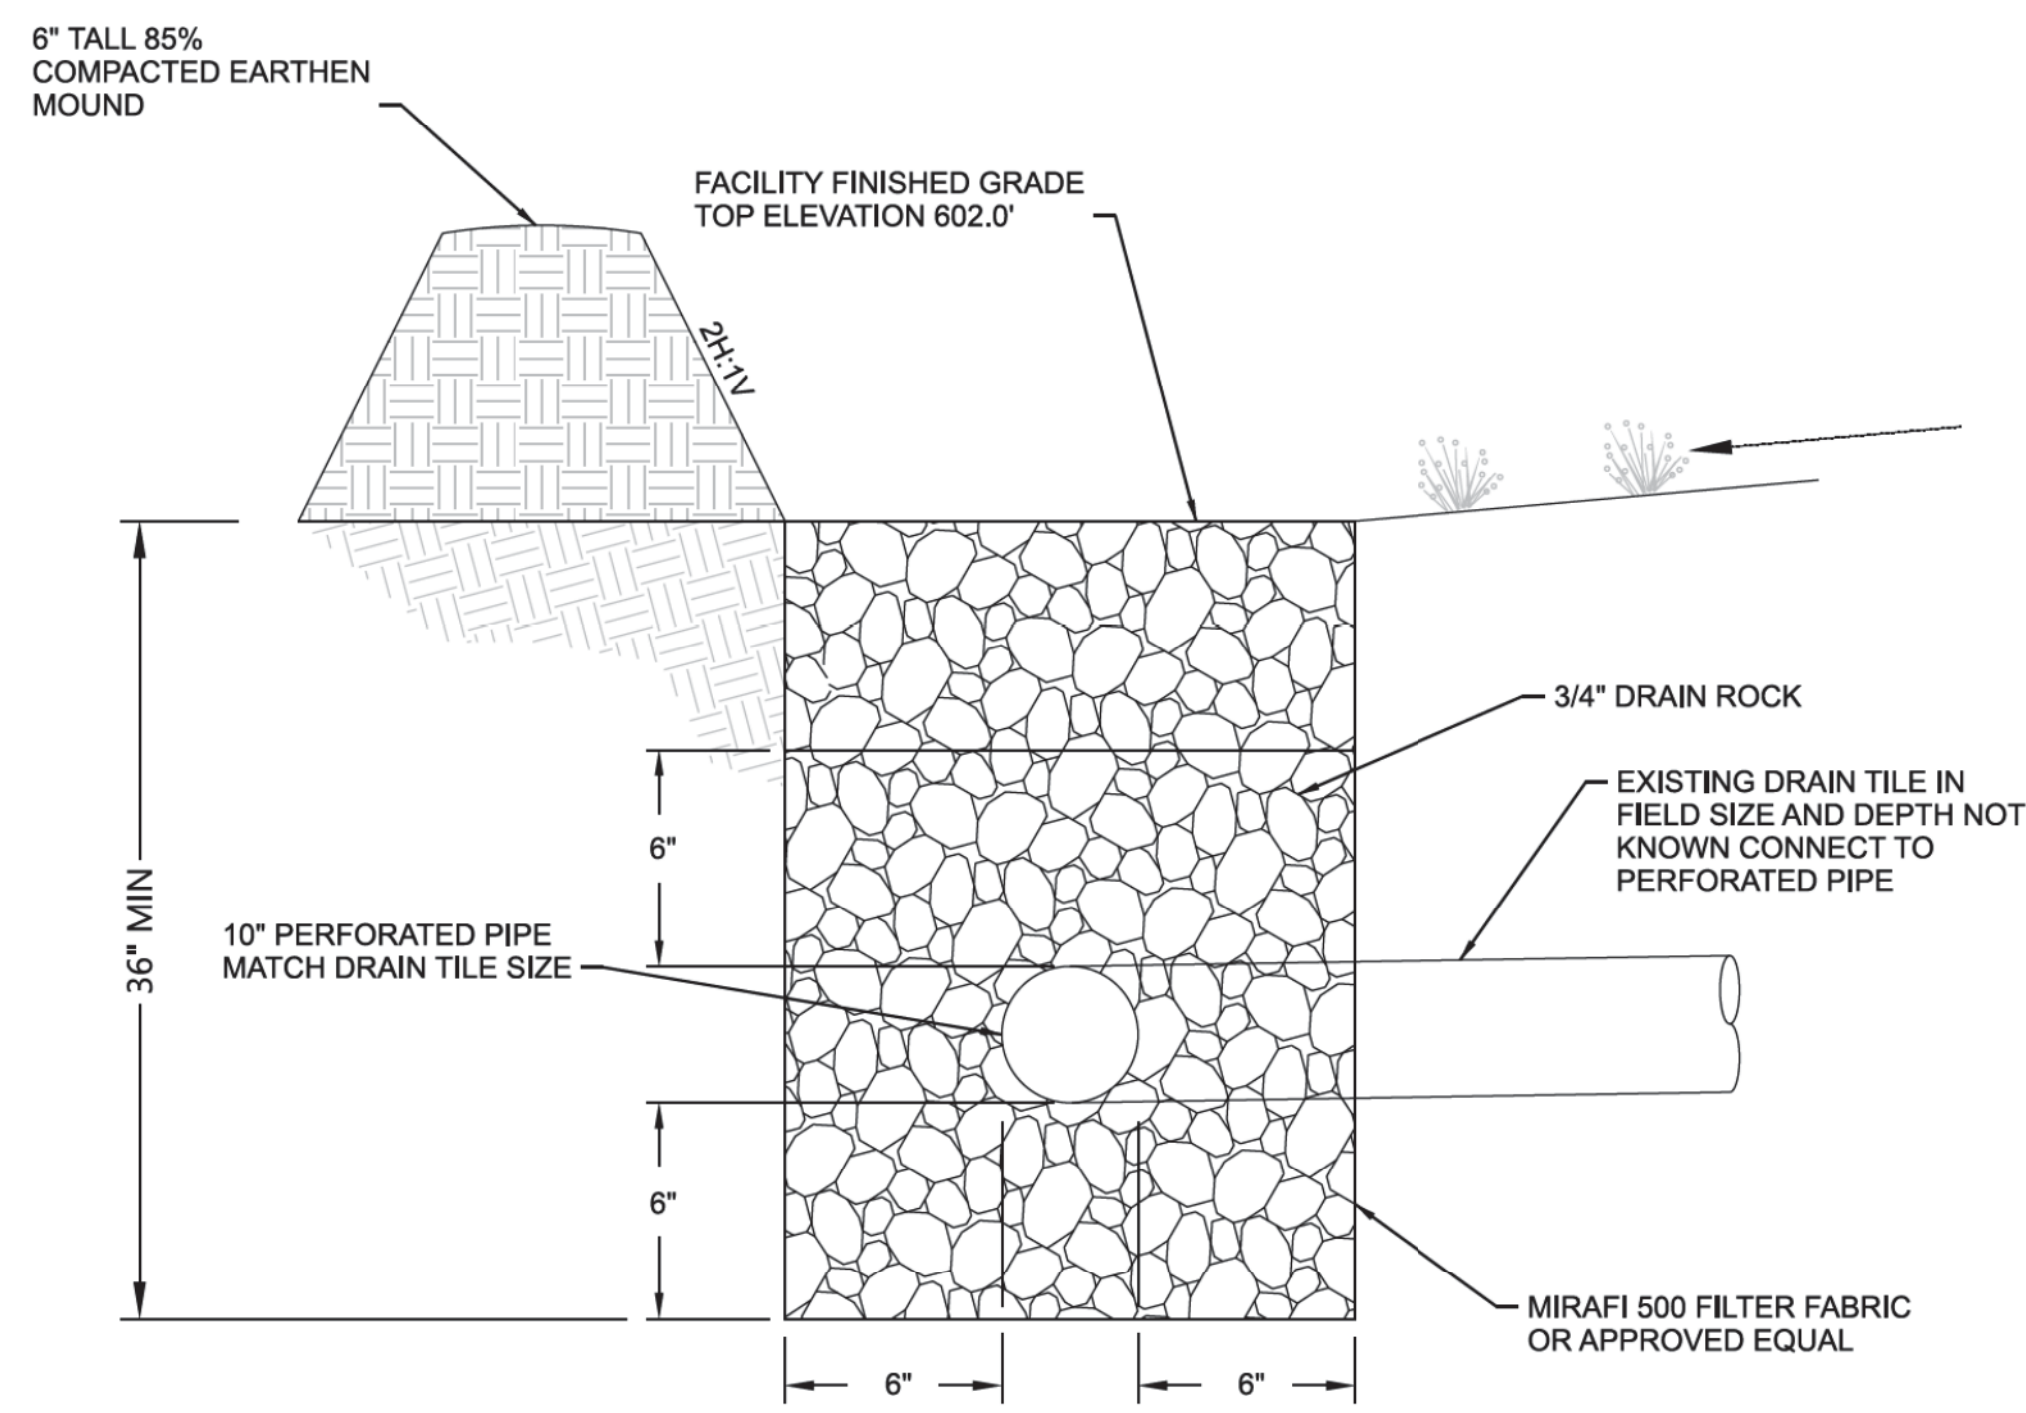 6" TALL 85%
COMPACTED EARTHEN
MOUND
FACILITY FINISHED GRADE
TOP ELEVATION 602.0'
2H:1V
3/4" DRAIN ROCK
EXISTING DRAIN TILE IN
FIELD SIZE AND DEPTH NOT
KNOWN CONNECT TO
PERFORATED PIPE
6"
36" MIN
10" PERFORATED PIPE
MATCH DRAIN TILE SIZE
6"
MIRAFI 500 FILTER FABRIC
OR APPROVED EQUAL
6"
6"